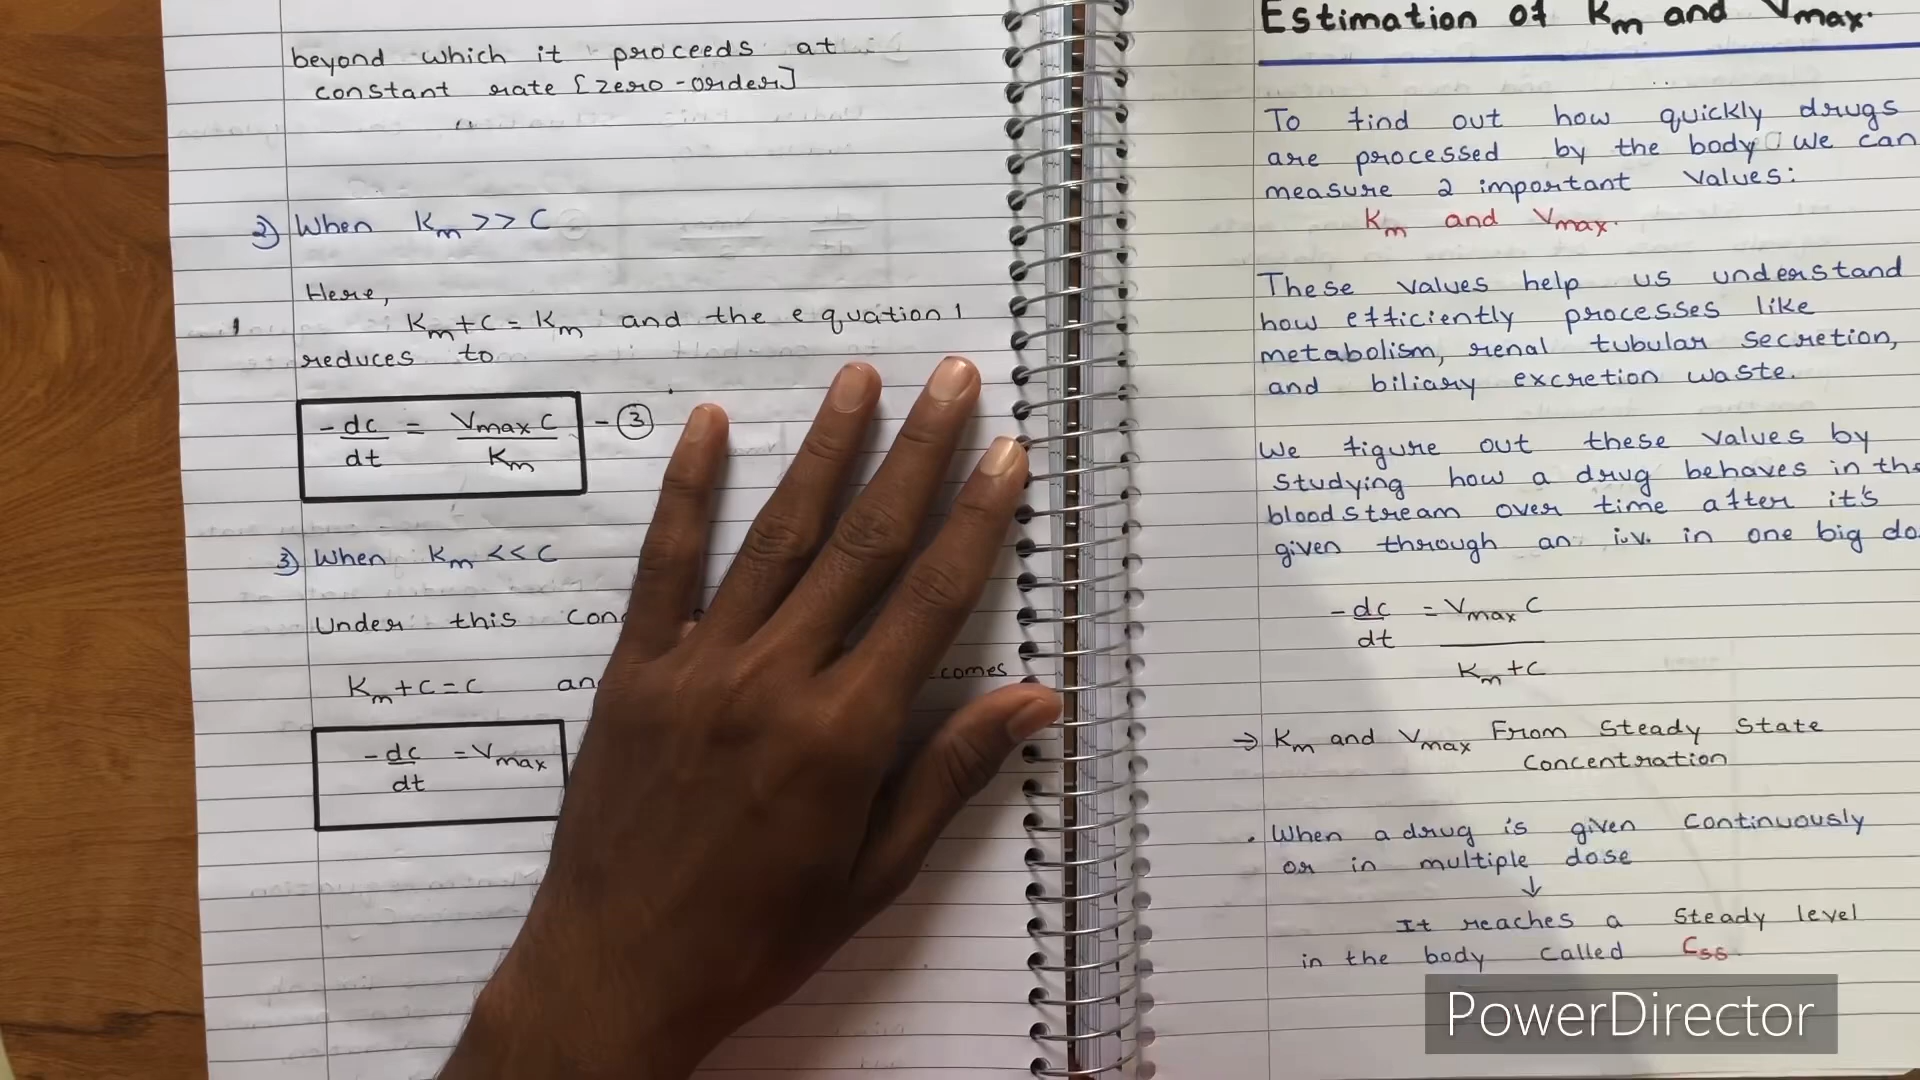 beyond which it proceeds at
constant rate [zero-order]
2) When Km >> C
Here,
Km+C = Km and the equation 1
reduces to
-dc/dt = Vmax C/Km - ③
3) When Km << C
Under this
Km+C=C
comes
-dc/dt = Vmax
Estimation of Km and Vmax.
To find out how quickly drugs
are processed by the body We can
measure 2 important values:
Km and Vmax.
These values help us understand
how efficiently processes like
metabolism, renal tubular secretion,
and biliary excretion waste.
We figure out these values by
studying how a drug behaves in the
bloodstream over time after it's
given through an i.v. in one big do
-dc/dt = Vmax C/Km+C
→ Km and Vmax From Steady State
Concentration
. When a drug is given continuously
or in multiple dose
↓
It reaches a steady level
in the body called Css.
PowerDirector